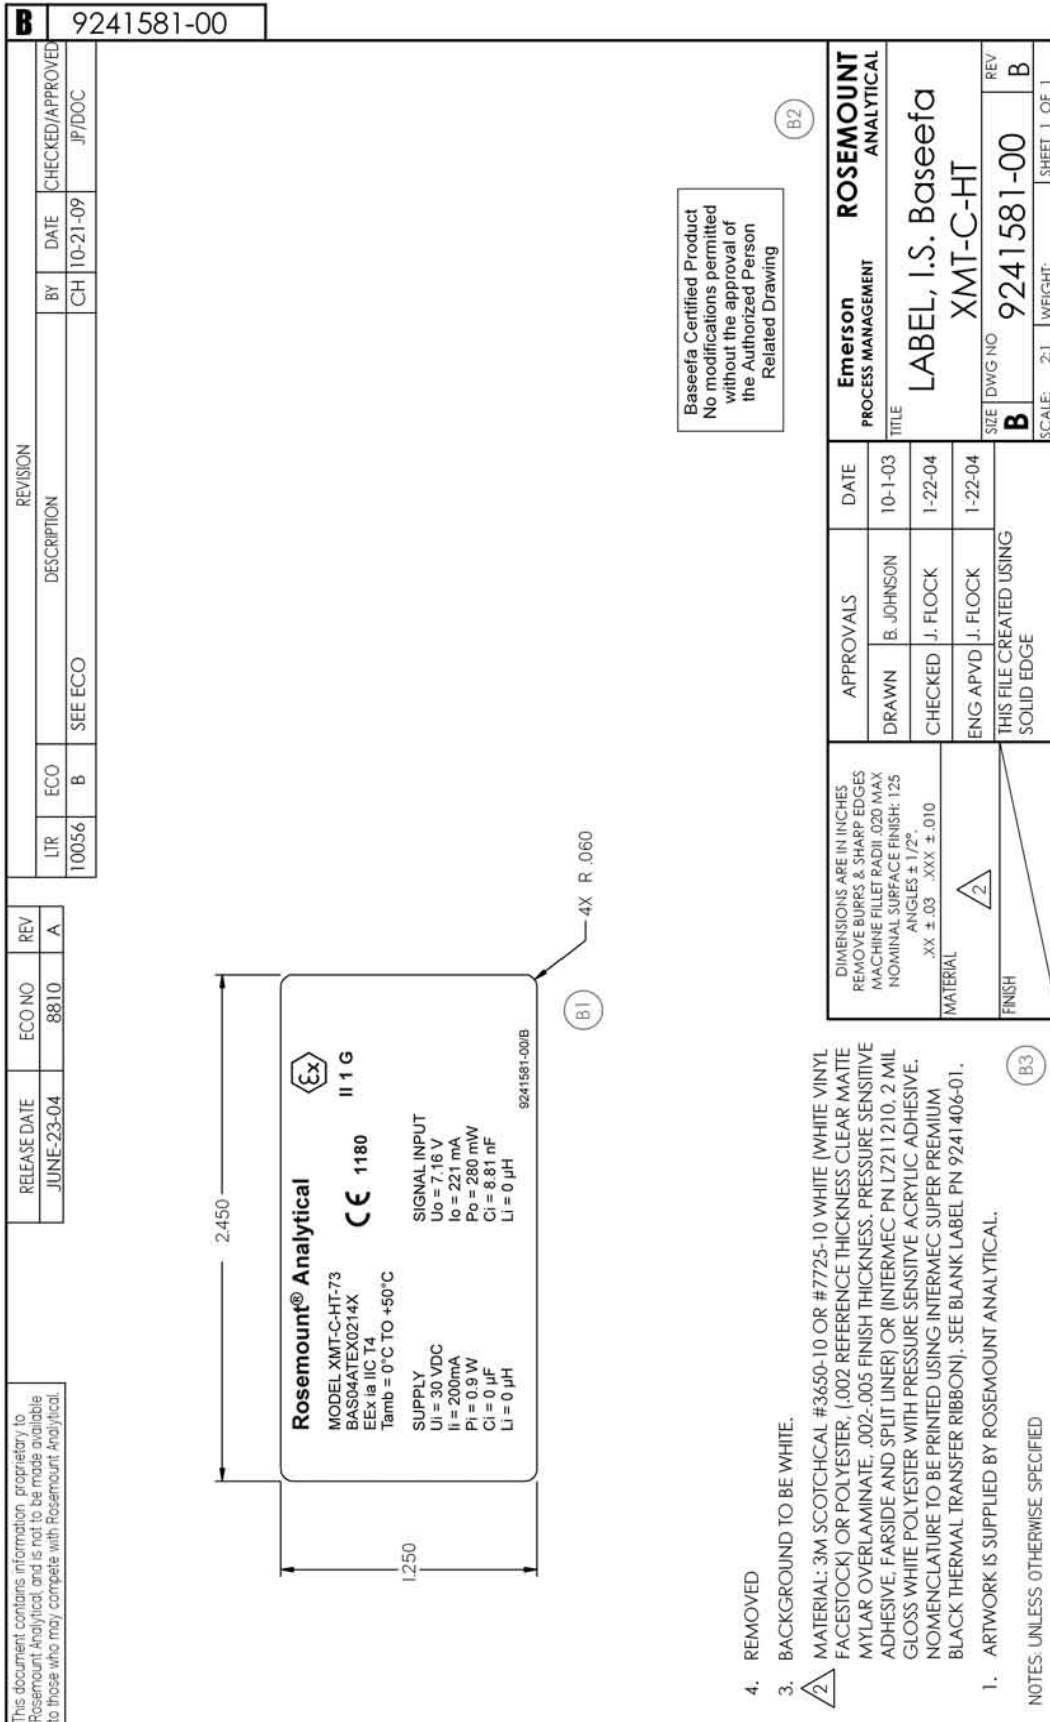 This document contains information proprietary to
Rosemount Analytical, and is not to be made available
to those who may compete with Rosemount Analytical.
RELEASE DATE ECO NO REV
JUNE-23-04 8810 A
REVISION
LTR ECO DESCRIPTION BY DATE CHECKED/APPROVED
10056 B SEE ECO CH 10-21-09 JP/DOC
B 9241581-00
2.450
1.250
Rosemount® Analytical
MODEL XMT-C-HT-73
BAS04ATEX0214X
EEx ia IIC T4
Tamb = 0°C TO +50°C
CE 1180
Ex
II 1 G
SUPPLY
Ui = 30 VDC
Ii = 200mA
Pi = 0.9 W
Ci = 0 µF
Li = 0 µH
SIGNAL INPUT
Uo = 7.16 V
Io = 221 mA
Po = 280 mW
Ci = 8.81 nF
Li = 0 µH
9241581-00/B
4X R .060
B1
Baseefa Certified Product
No modifications permitted
without the approval of
the Authorized Person
Related Drawing
B2
4. REMOVED
3. BACKGROUND TO BE WHITE.
2 MATERIAL: 3M SCOTCHCAL #3650-10 OR #7725-10 WHITE (WHITE VINYL
FACESTOCK) OR POLYESTER, (.002 REFERENCE THICKNESS CLEAR MATTE
MYLAR OVERLAMINATE, .002-.005 FINISH THICKNESS. PRESSURE SENSITIVE
ADHESIVE, FARSIDE AND SPLIT LINER) OR (INTERMEC PN L7211210, 2 MIL
GLOSS WHITE POLYESTER WITH PRESSURE SENSITIVE ACRYLIC ADHESIVE.
NOMENCLATURE TO BE PRINTED USING INTERMEC SUPER PREMIUM
BLACK THERMAL TRANSFER RIBBON). SEE BLANK LABEL PN 9241406-01.
1. ARTWORK IS SUPPLIED BY ROSEMOUNT ANALYTICAL.
NOTES: UNLESS OTHERWISE SPECIFIED
B3
DIMENSIONS ARE IN INCHES
REMOVE BURRS & SHARP EDGES
MACHINE FILLET RADII .020 MAX
NOMINAL SURFACE FINISH: 125
ANGLES ± 1/2°.
.XX ± .03 .XXX ± .010
MATERIAL
2
FINISH
APPROVALS DATE
DRAWN B. JOHNSON 10-1-03
CHECKED J. FLOCK 1-22-04
ENG APVD J. FLOCK 1-22-04
THIS FILE CREATED USING
SOLID EDGE
Emerson
PROCESS MANAGEMENT
ROSEMOUNT
ANALYTICAL
TITLE
LABEL, I.S. Baseefa
XMT-C-HT
SIZE DWG NO REV
B 9241581-00 B
SCALE: 2:1 WEIGHT: SHEET 1 OF 1